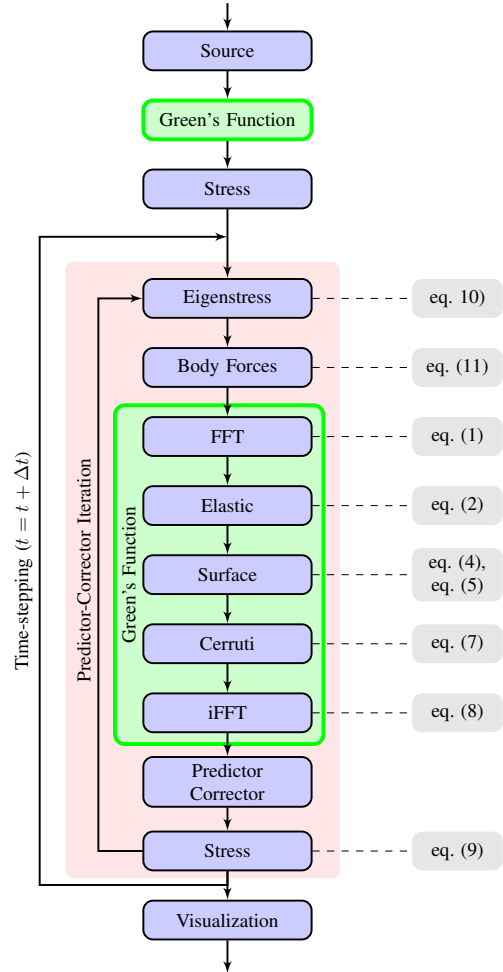 Source
Green's Function
Stress
Eigenstress
eq. 10)
Body Forces
eq. (11)
FFT
eq. (1)
Elastic
eq. (2)
Surface
eq. (4),
eq. (5)
Cerruti
eq. (7)
iFFT
eq. (8)
Predictor
Corrector
Stress
eq. (9)
Visualization
Time-stepping (t = t + Δt)
Predictor-Corrector Iteration
Green's Function